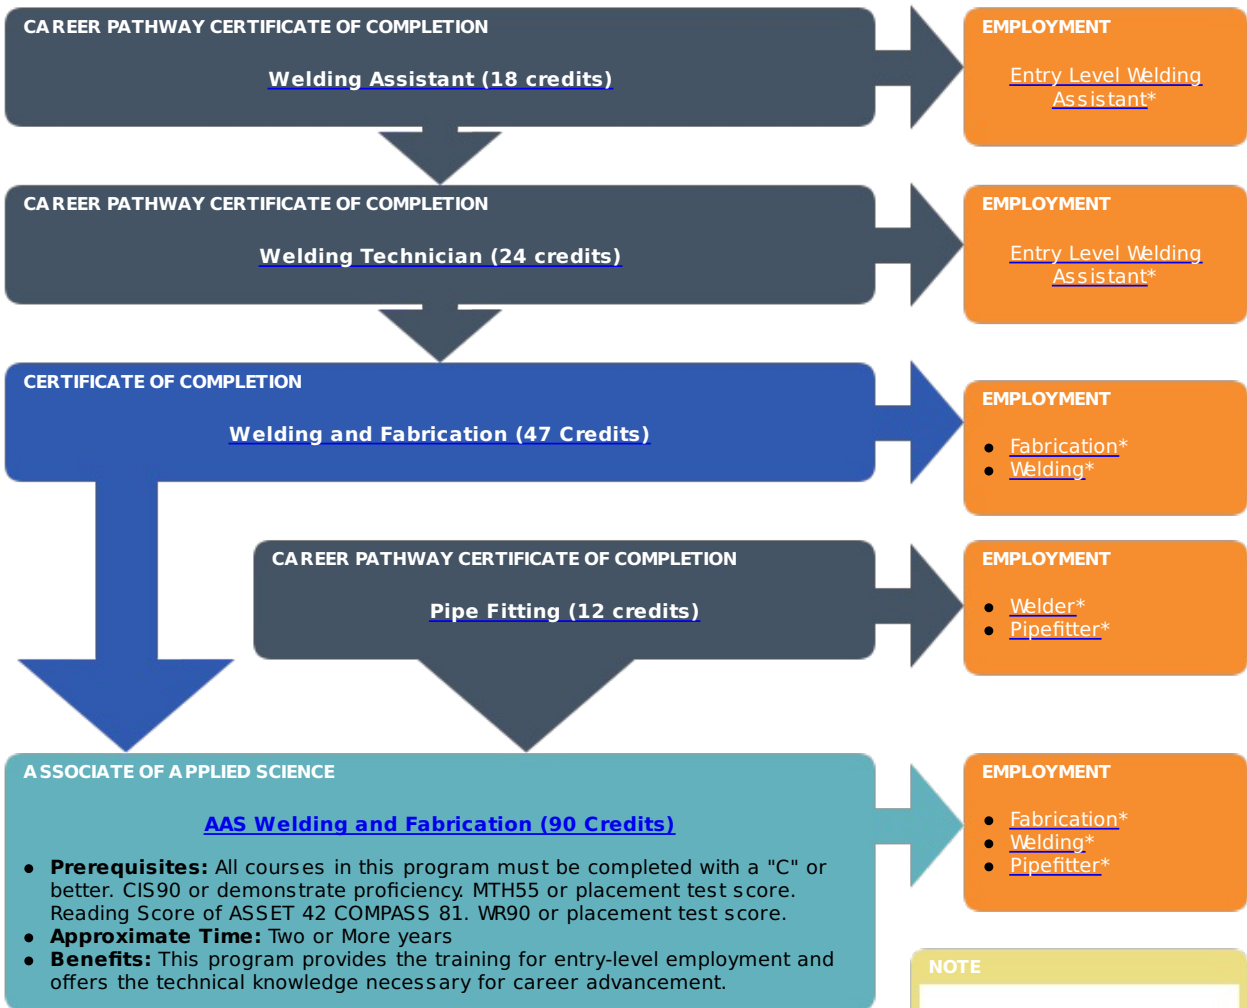 CAREER PATHWAY CERTIFICATE OF COMPLETION
Welding Assistant (18 credits)
EMPLOYMENT
Entry Level Welding
Assistant*
CAREER PATHWAY CERTIFICATE OF COMPLETION
Welding Technician (24 credits)
EMPLOYMENT
Entry Level Welding
Assistant*
CERTIFICATE OF COMPLETION
Welding and Fabrication (47 Credits)
EMPLOYMENT
● Fabrication*
● Welding*
CAREER PATHWAY CERTIFICATE OF COMPLETION
Pipe Fitting (12 credits)
EMPLOYMENT
● Welder*
● Pipefitter*
ASSOCIATE OF APPLIED SCIENCE
AAS Welding and Fabrication (90 Credits)
● Prerequisites: All courses in this program must be completed with a "C" or
better. CIS90 or demonstrate proficiency. MTH55 or placement test score.
Reading Score of ASSET 42 COMPASS 81. WR90 or placement test score.
● Approximate Time: Two or More years
● Benefits: This program provides the training for entry-level employment and
offers the technical knowledge necessary for career advancement.
EMPLOYMENT
● Fabrication*
● Welding*
● Pipefitter*
NOTE